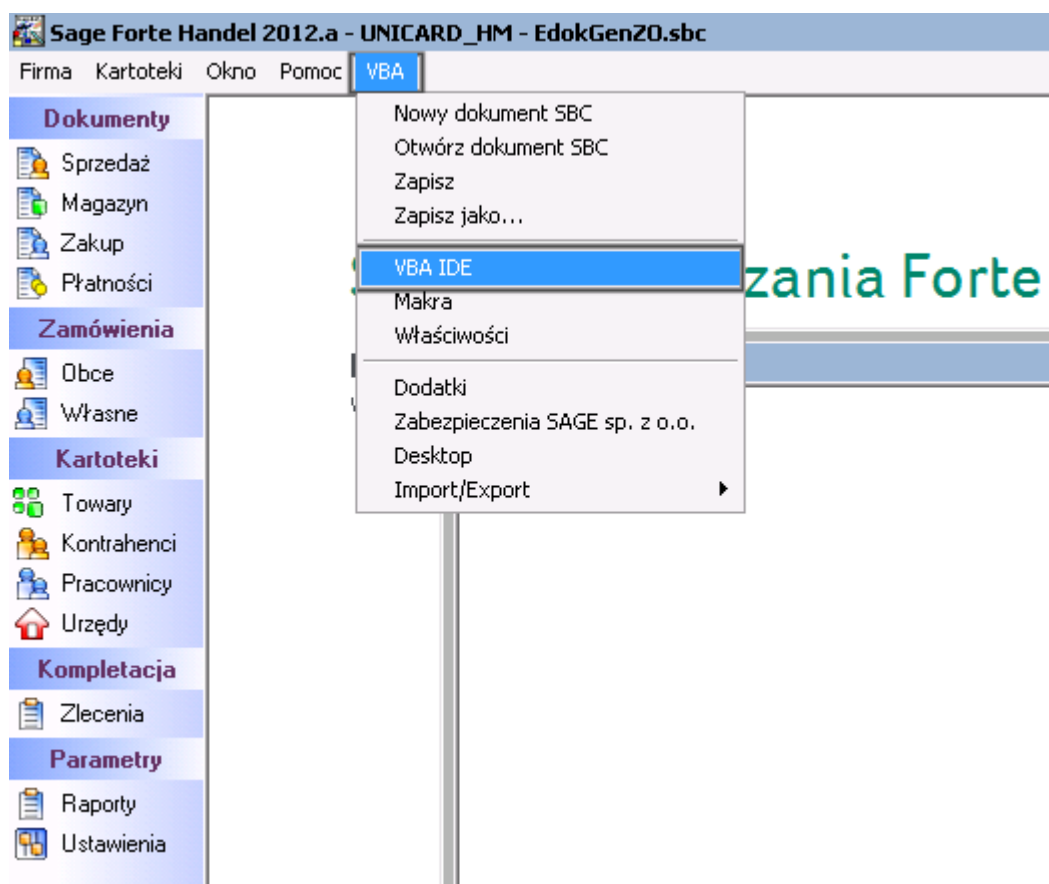 Sage Forte Handel 2012.a - UNICARD_HM - EdokGenZO.sbc
Firma Kartoteki Okno Pomoc VBA
Dokumenty
Sprzedaż
Magazyn
Zakup
Płatności
Zamówienia
Obce
Własne
Kartoteki
Towary
Kontrahenci
Pracownicy
Urzędy
Kompletacja
Zlecenia
Parametry
Raporty
Ustawienia
Nowy dokument SBC
Otwórz dokument SBC
Zapisz
Zapisz jako...
VBA IDE
Makra
Właściwości
Dodatki
Zabezpieczenia SAGE sp. z o.o.
Desktop
Import/Export
zania Forte